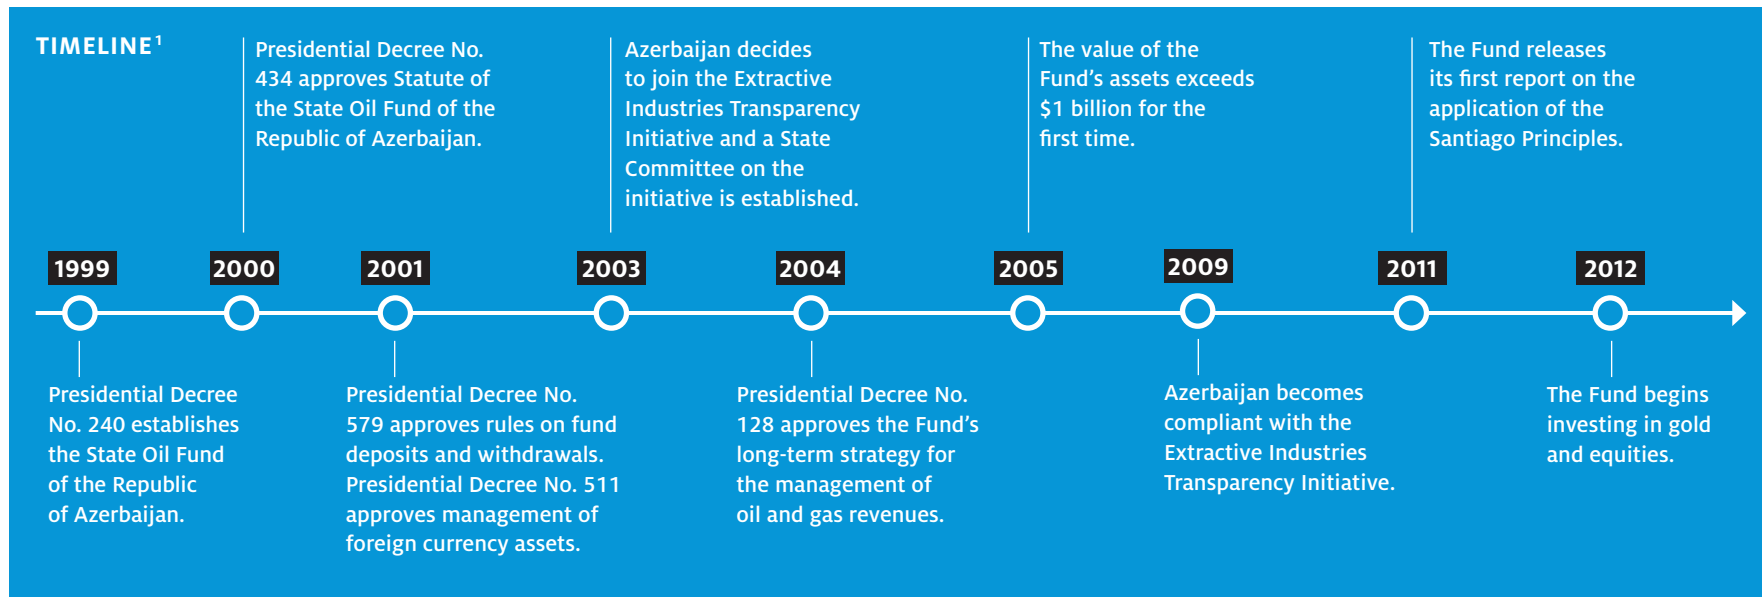 TIMELINE¹
Presidential Decree No.
434 approves Statute of
the State Oil Fund of the
Republic of Azerbaijan.
Azerbaijan decides
to join the Extractive
Industries Transparency
Initiative and a State
Committee on the
initiative is established.
The value of the
Fund’s assets exceeds
$1 billion for the
first time.
The Fund releases
its first report on the
application of the
Santiago Principles.
1999
2000
2001
2003
2004
2005
2009
2011
2012
Presidential Decree
No. 240 establishes
the State Oil Fund
of the Republic
of Azerbaijan.
Presidential Decree No.
579 approves rules on fund
deposits and withdrawals.
Presidential Decree No. 511
approves management of
foreign currency assets.
Presidential Decree No.
128 approves the Fund’s
long-term strategy for
the management of
oil and gas revenues.
Azerbaijan becomes
compliant with the
Extractive Industries
Transparency Initiative.
The Fund begins
investing in gold
and equities.